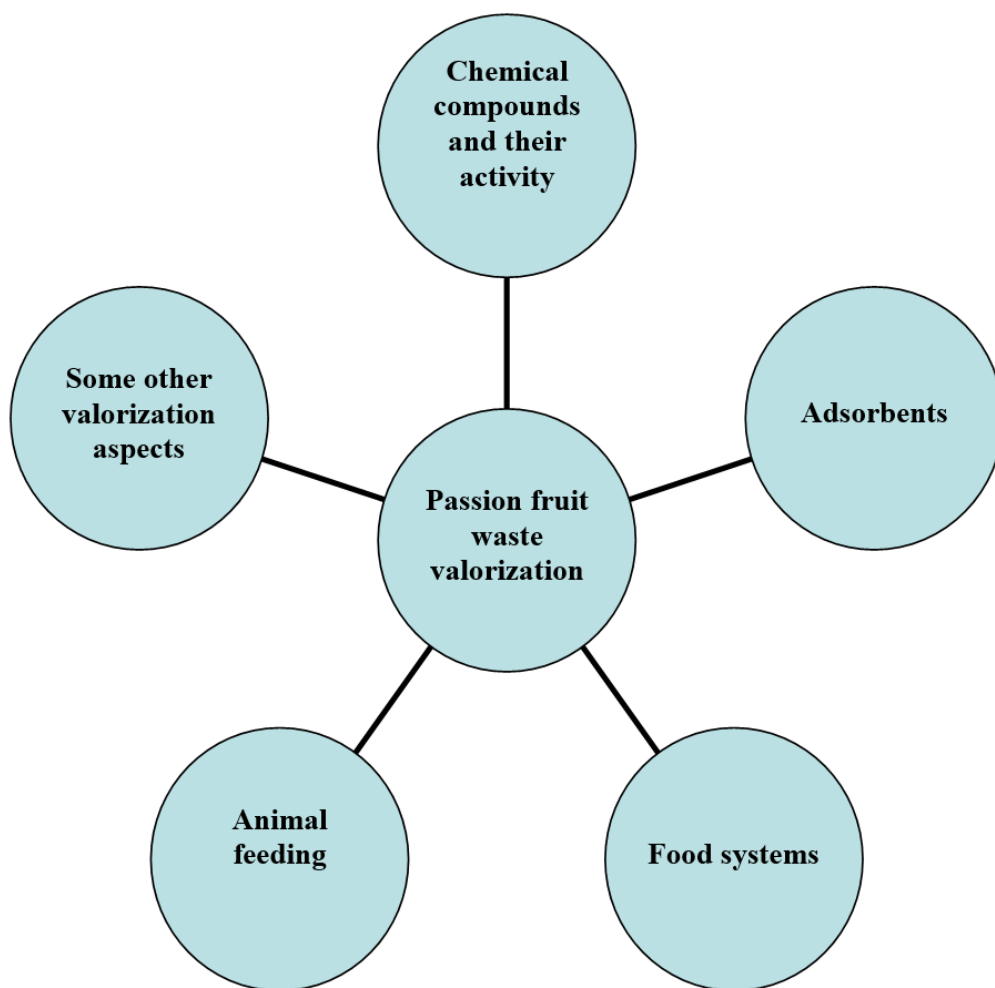 Chemical
compounds
and their
activity
Some other
valorization
aspects
Adsorbents
Passion fruit
waste
valorization
Animal
feeding
Food systems